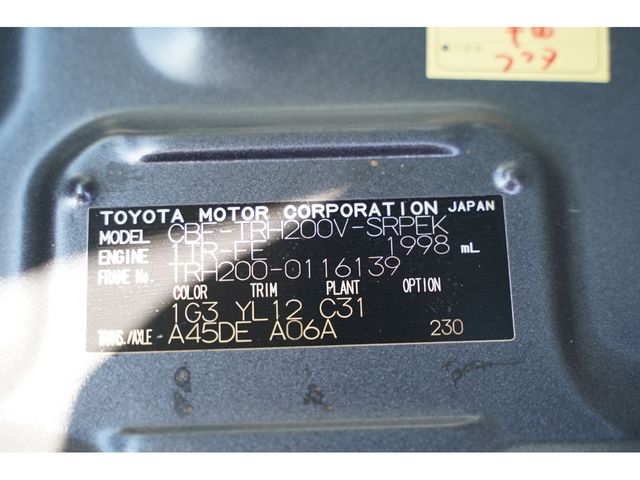 TOYOTA MOTOR CORPORATION JAPAN
MODEL CBF-TRH200V-SRPEK
ENGINE 1TR-FE 1998 mL
FRAME No. TRH200-0116139
COLOR TRIM PLANT OPTION
1G3 YL12 C31
TRANS./AXLE A45DE A06A 230